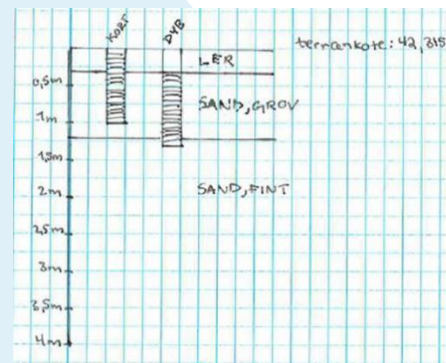 KORT
DYB
terrænkote: 42,315
LER
0,5m
SAND, GROV
1m
1,5m
SAND, FINT
2m
2,5m
3m
3,5m
4m